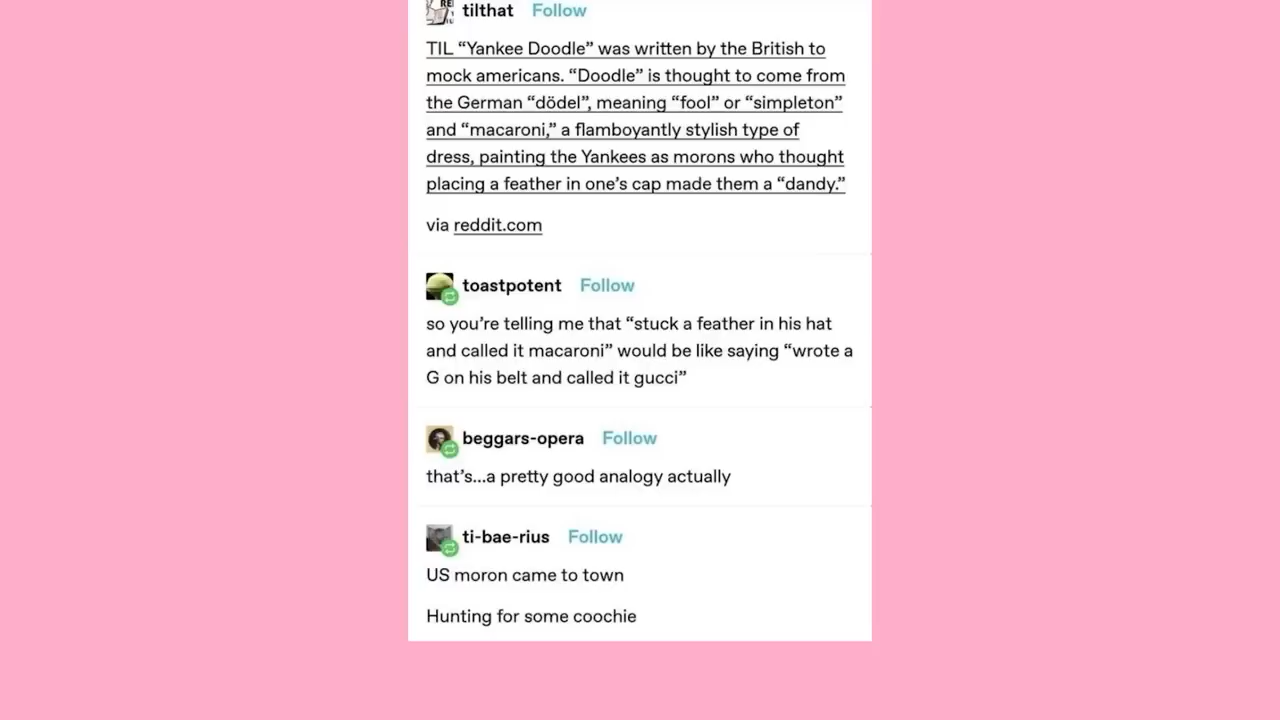 tilthat Follow
TIL “Yankee Doodle” was written by the British to
mock americans. “Doodle” is thought to come from
the German “dödel”, meaning “fool” or “simpleton”
and “macaroni,” a flamboyantly stylish type of
dress, painting the Yankees as morons who thought
placing a feather in one’s cap made them a “dandy.”
via reddit.com
toastpotent Follow
so you’re telling me that “stuck a feather in his hat
and called it macaroni” would be like saying “wrote a
G on his belt and called it gucci”
beggars-opera Follow
that’s...a pretty good analogy actually
ti-bae-rius Follow
US moron came to town
Hunting for some coochie